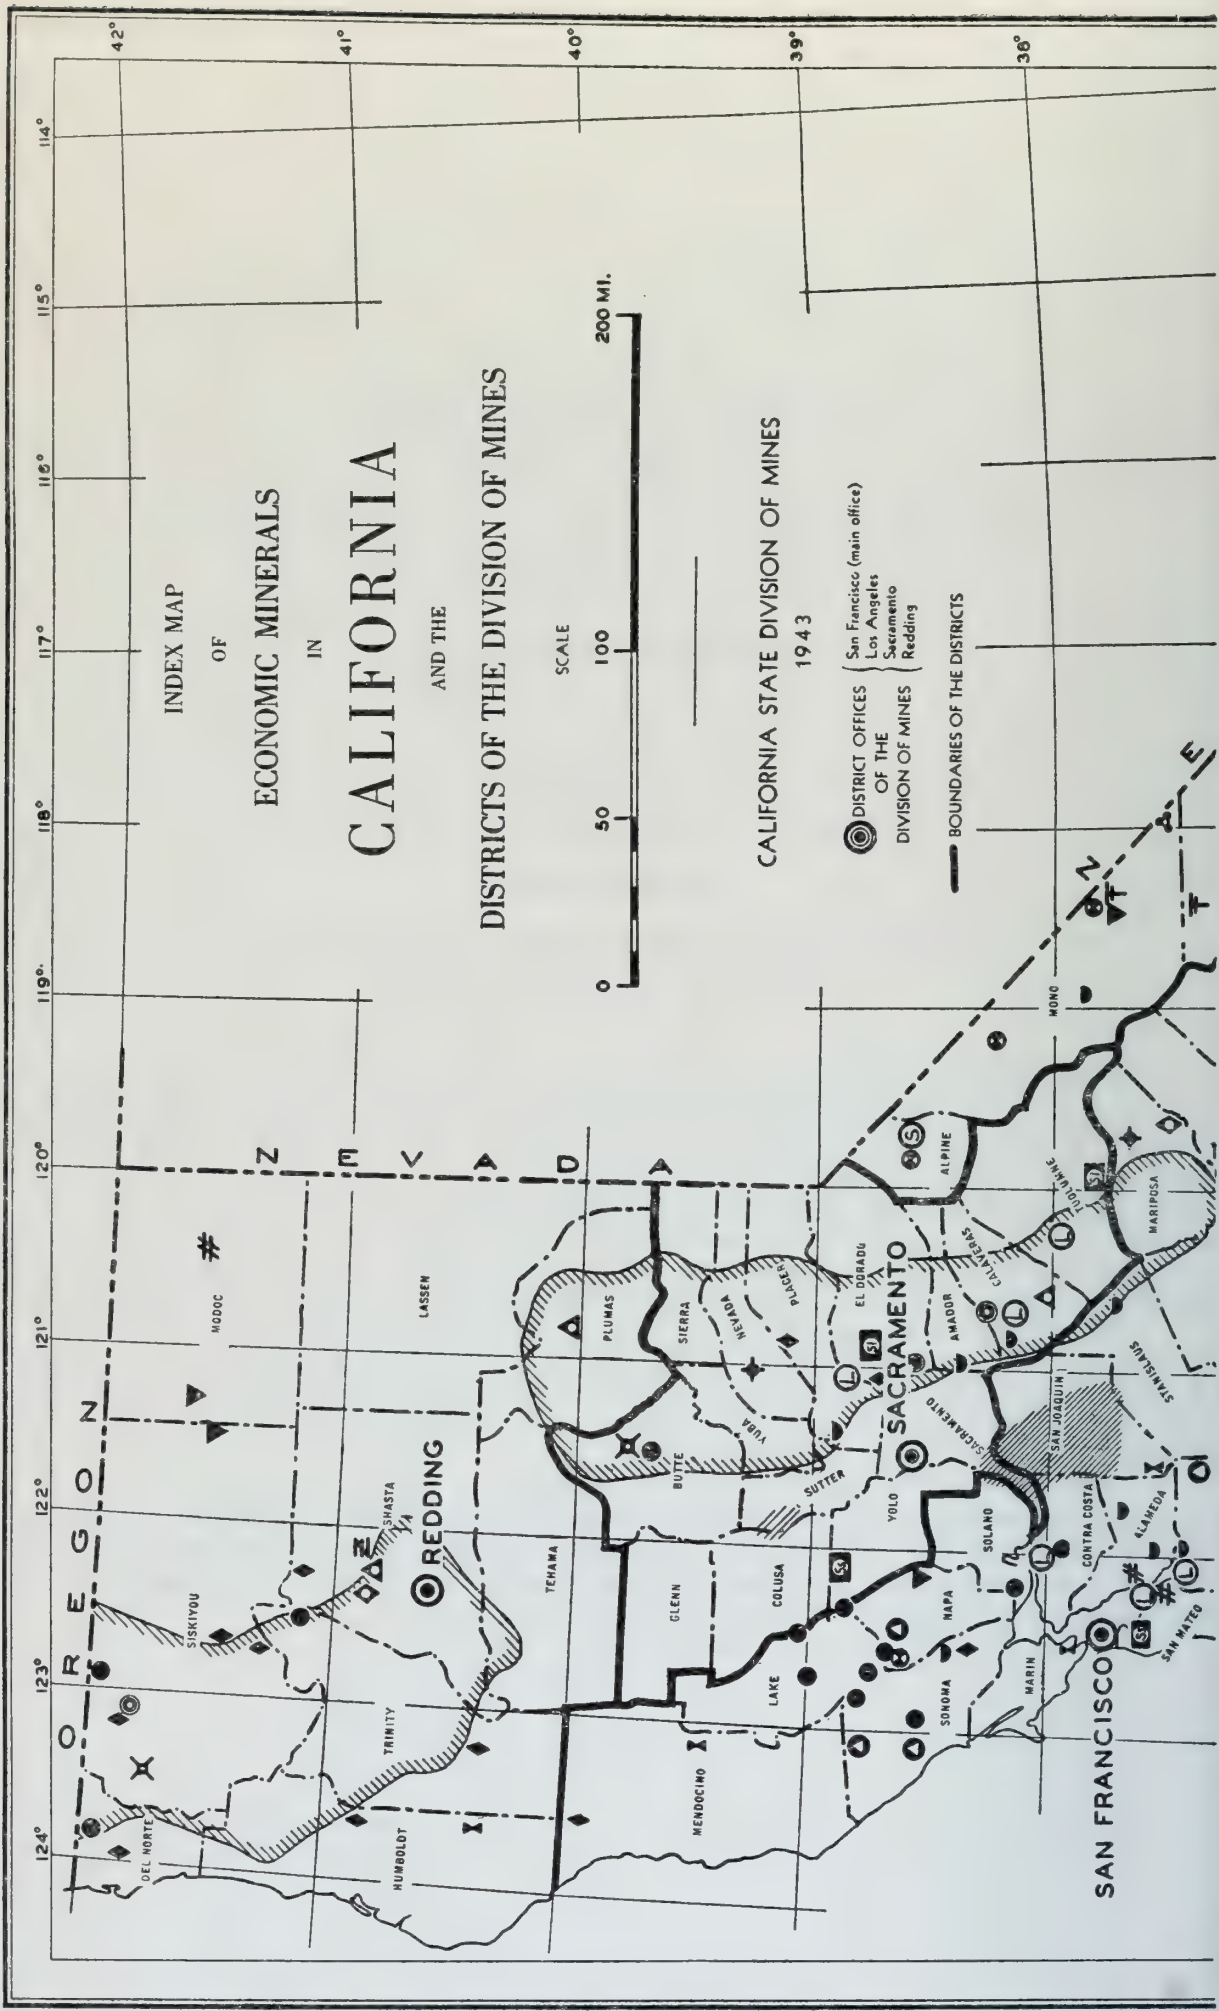 INDEX MAP
OF
ECONOMIC MINERALS
IN
CALIFORNIA
AND THE
DISTRICTS OF THE DIVISION OF MINES
SCALE
0 50 100 200 MI.
CALIFORNIA STATE DIVISION OF MINES
1943
DISTRICT OFFICES
OF THE
DIVISION OF MINES
San Francisco (main office)
Los Angeles
Sacramento
Redding
BOUNDARIES OF THE DISTRICTS
124° 123° 122° 121° 120° 119° 118° 117° 116° 115° 114°
42°
41°
40°
39°
38°
OREGON
NEVADA
N E
DEL NORTE
SISKIYOU
MODOC
HUMBOLDT
TRINITY
SHASTA
LASSEN
REDDING
TEHAMA
PLUMAS
MENDOCINO
GLENN
BUTTE
SIERRA
NEVADA
YUBA
PLACER
LAKE
COLUSA
SUTTER
EL DORADO
SACRAMENTO
YOLO
SONOMA
NAPA
SACRAMENTO
AMADOR
ALPINE
SOLANO
CALAVERAS
MARIN
SAN JOAQUIN
TUOLUMNE
MONO
CONTRA COSTA
SAN FRANCISCO
ALAMEDA
STANISLAUS
MARIPOSA
SAN MATEO
S
L
L
L
L
L
L
Si
Si